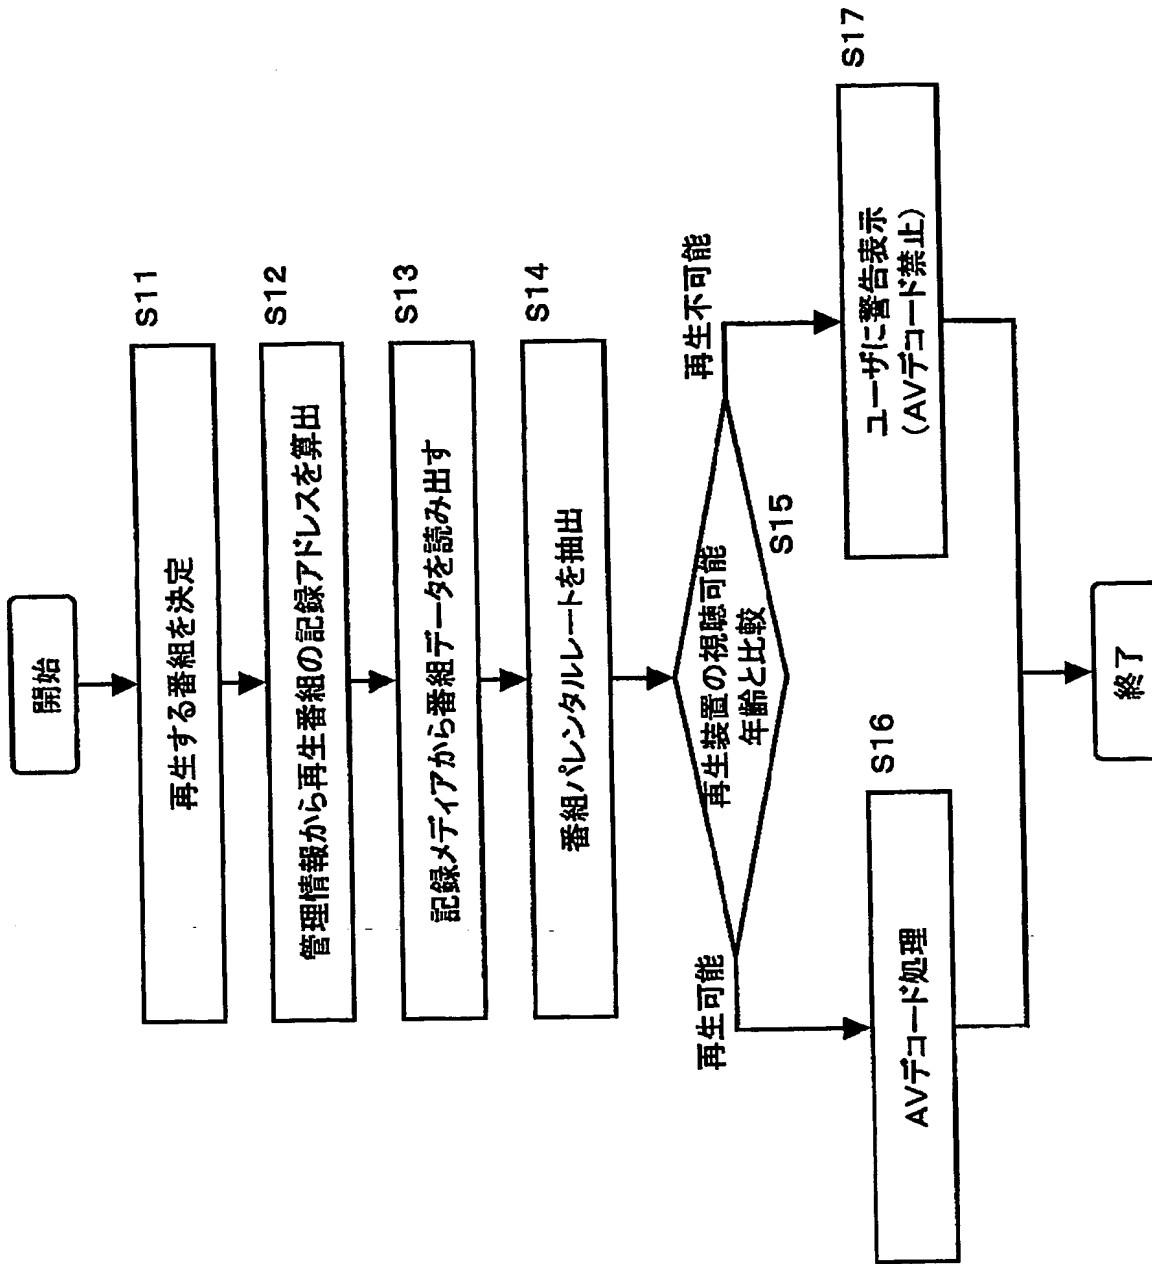 開始
再生する番組を決定
S11
管理情報から再生番組の記録アドレスを算出
S12
記録メディアから番組データを読み出す
S13
番組パレンタルレートを抽出
S14
再生装置の視聴可能
年齢と比較
S15
再生可能
再生不可能
AVデコード処理
S16
ユーザに警告表示
(AVデコード禁止)
S17
終了